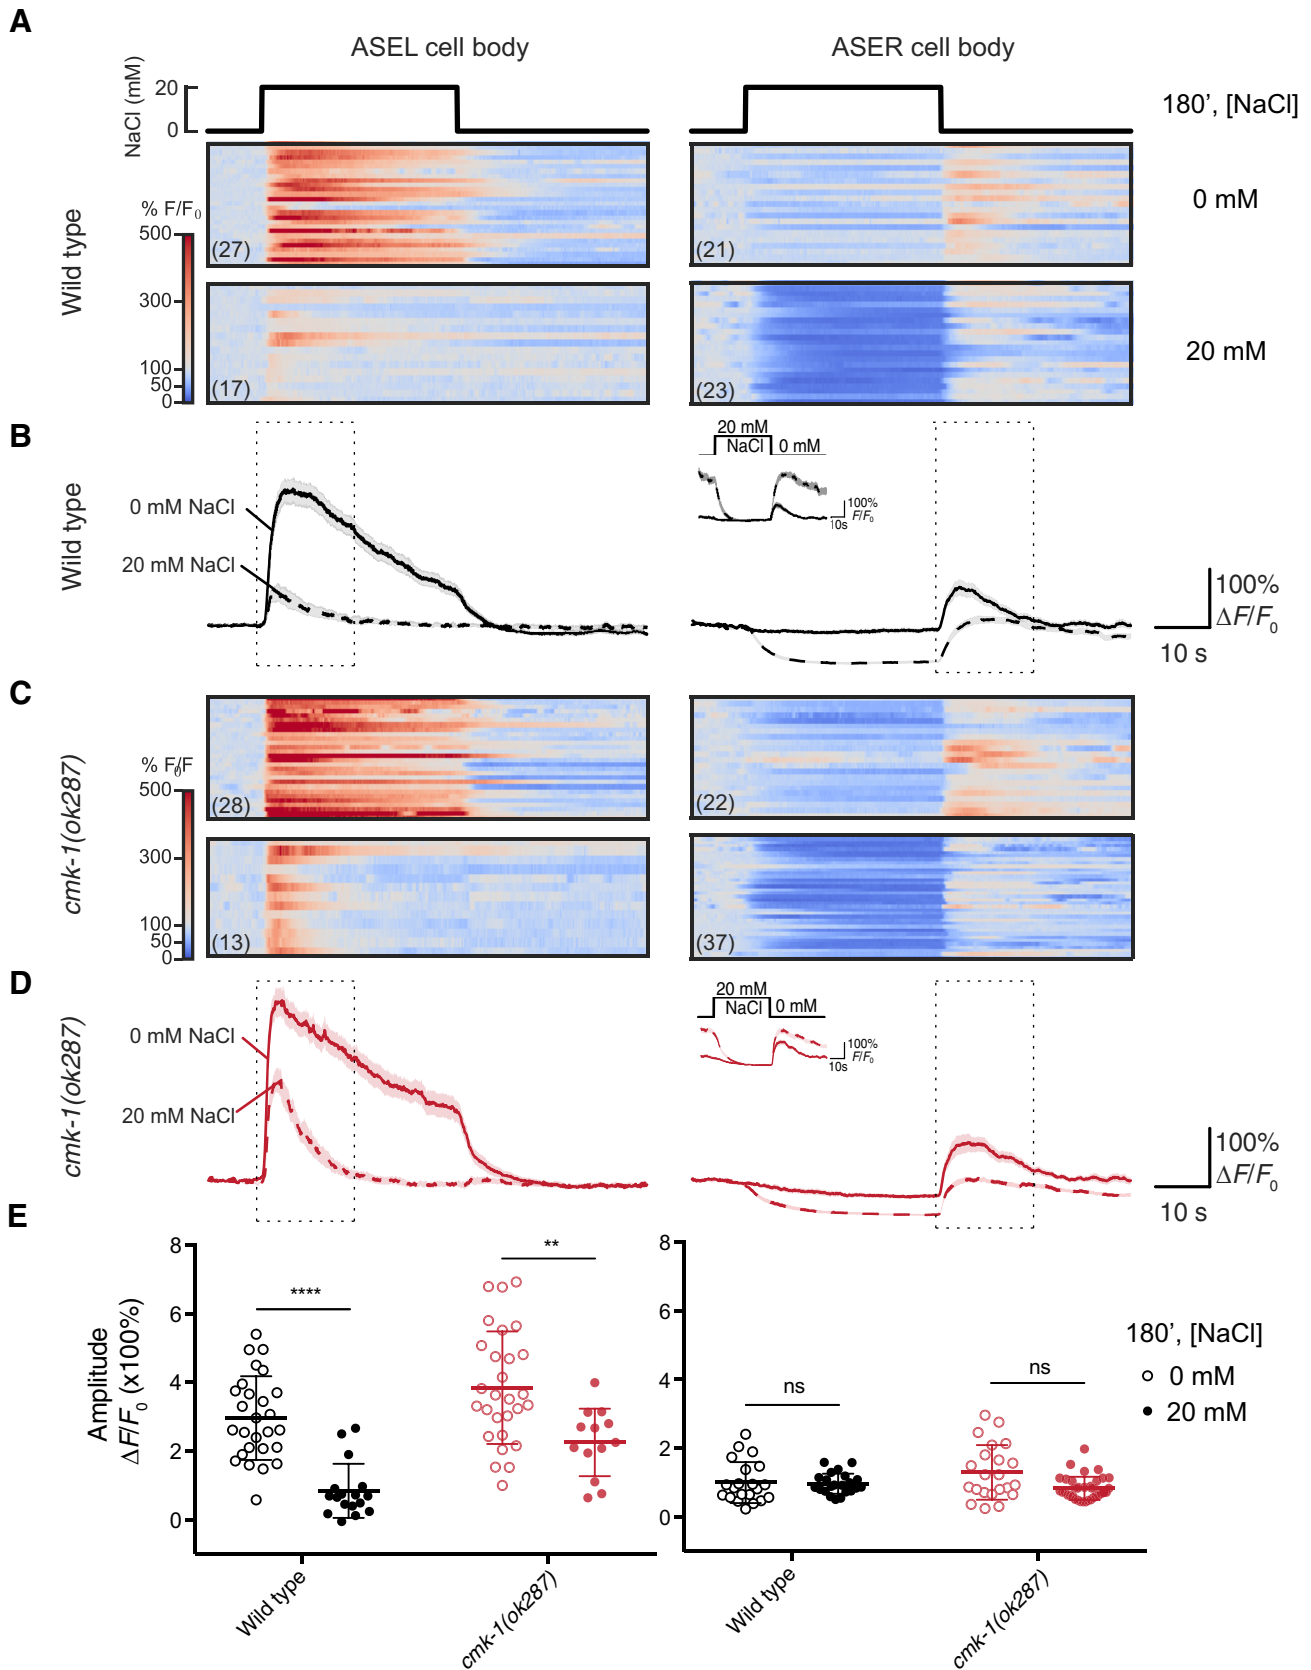 A
ASEL cell body
ASER cell body
NaCl (mM)
20
0
180’, [NaCl]
Wild type
% F/F0
500
300
100
50
0
(27)
(21)
0 mM
(17)
(23)
20 mM
B
Wild type
0 mM NaCl
20 mM NaCl
20 mM
NaCl
0 mM
100%
F/F0
10s
100%
ΔF/F0
10 s
C
cmk-1(ok287)
% F0/F
500
300
100
50
0
(28)
(22)
(13)
(37)
D
cmk-1(ok287)
0 mM NaCl
20 mM NaCl
20 mM
NaCl
0 mM
100%
F/F0
10s
100%
ΔF/F0
10 s
E
Amplitude
ΔF/F0 (x100%)
8
6
4
2
0
****
**
Wild type
cmk-1(ok287)
8
6
4
2
0
ns
ns
Wild type
cmk-1(ok287)
180’, [NaCl]
0 mM
20 mM